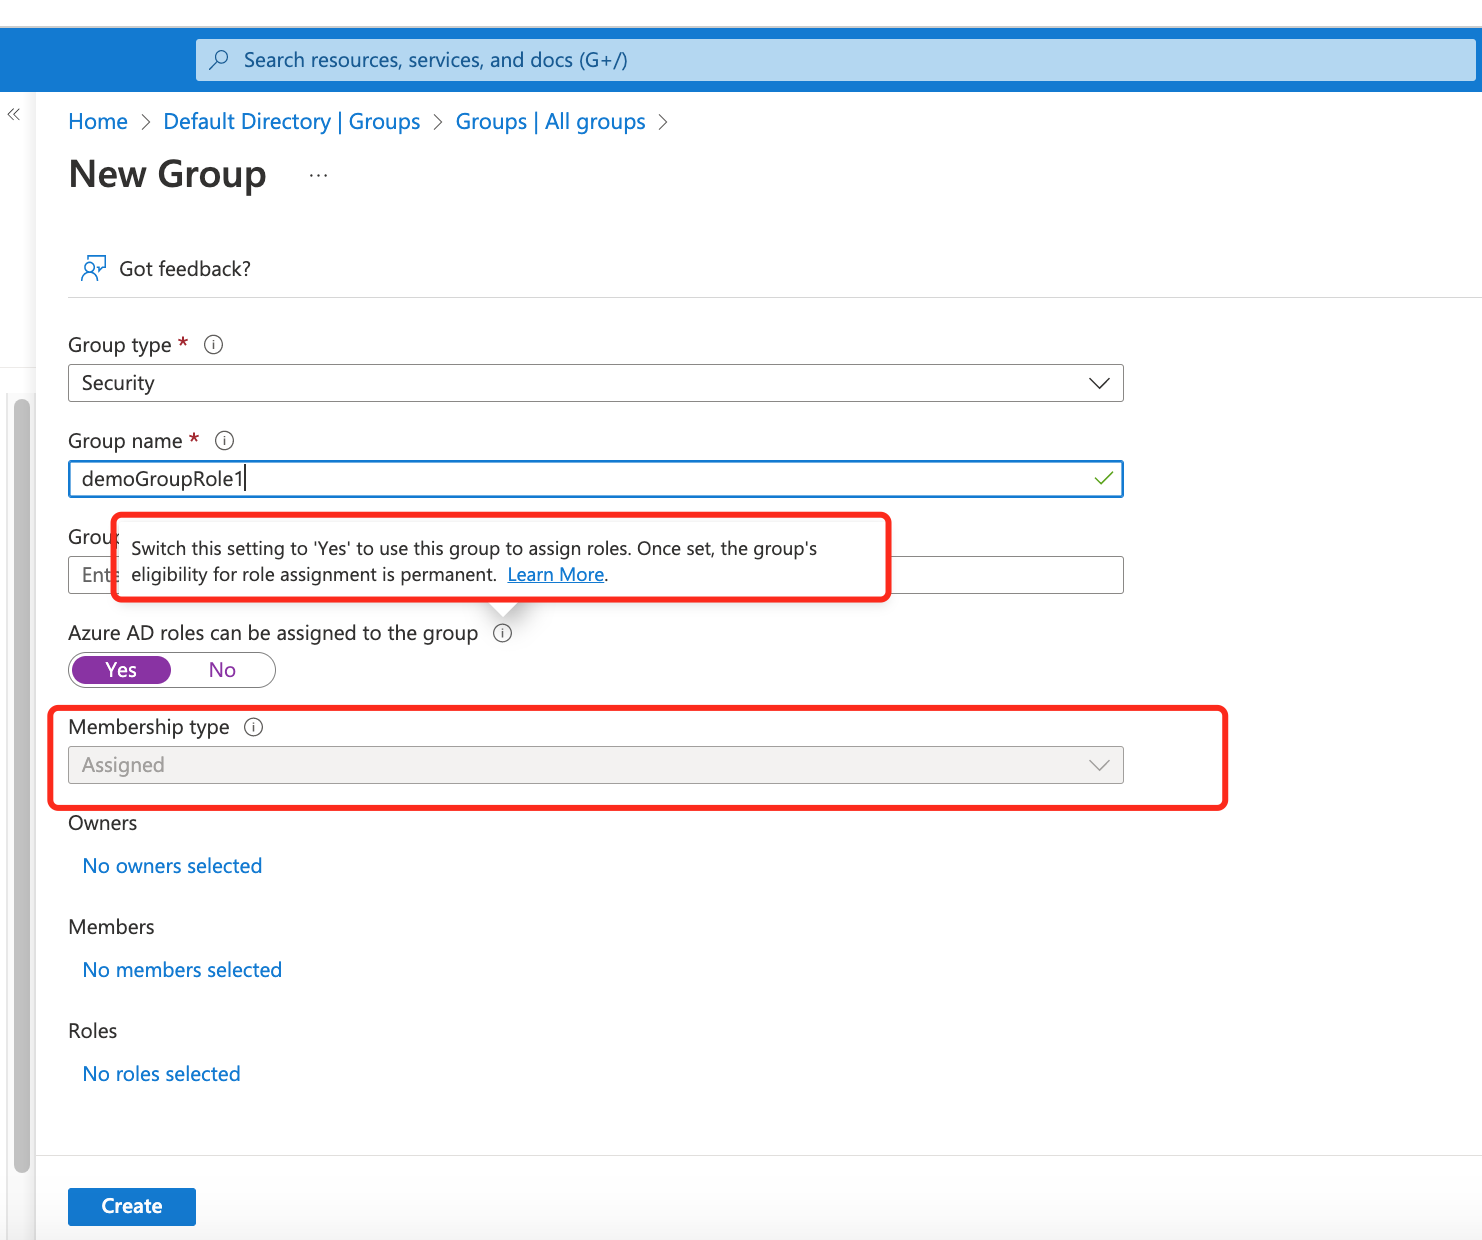 Search resources, services, and docs (G+/)
Home > Default Directory | Groups > Groups | All groups >
New Group ...
Got feedback?
Group type *
Security
Group name *
demoGroupRole1
Switch this setting to 'Yes' to use this group to assign roles. Once set, the group's
eligibility for role assignment is permanent. Learn More.
Azure AD roles can be assigned to the group
Yes No
Membership type
Assigned
Owners
No owners selected
Members
No members selected
Roles
No roles selected
Create